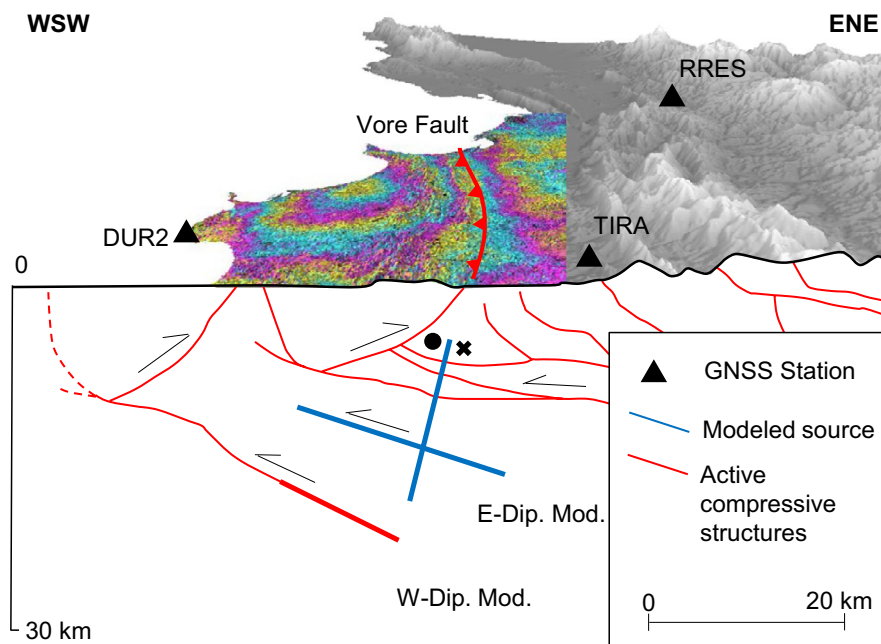 WSW
ENE
RRES
Vore Fault
DUR2
TIRA
0
GNSS Station
Modeled source
Active
compressive
structures
E-Dip. Mod.
W-Dip. Mod.
0
20 km
30 km